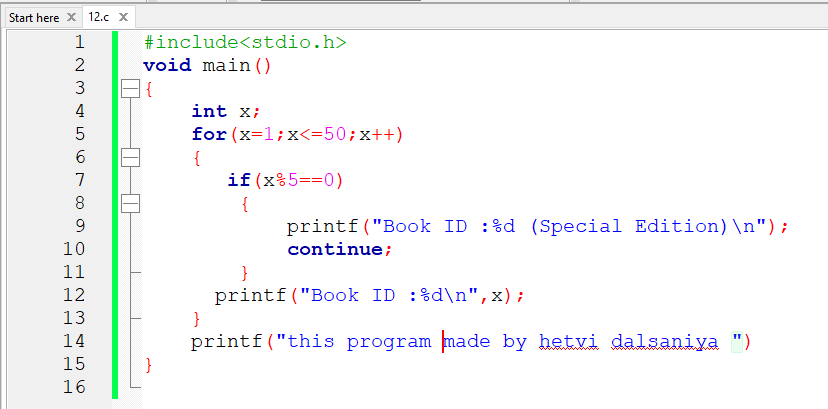 Start here X 12.c X
1 #include<stdio.h>
2 void main()
3 {
4 int x;
5 for(x=1;x<=50;x++)
6 {
7 if(x%5==0)
8 {
9 printf("Book ID :%d (Special Edition)\n");
10 continue;
11 }
12 printf("Book ID :%d\n",x);
13 }
14 printf("this program made by hetvi dalsaniya ")
15 }
16